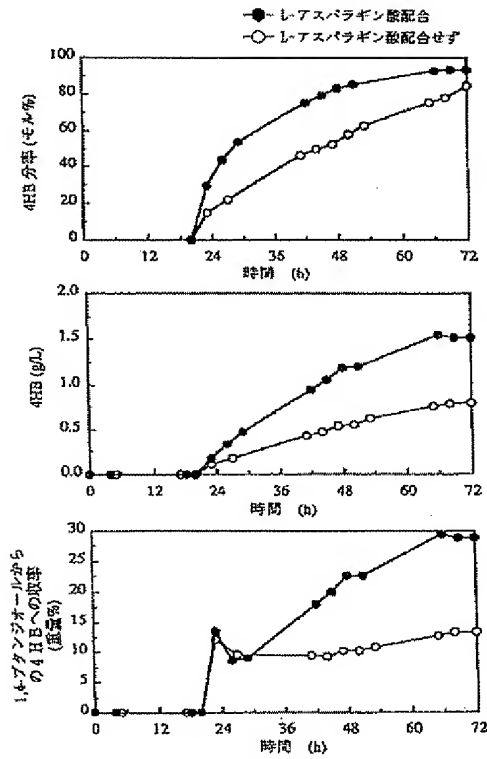 L-アスパラギン酸配合
L-アスパラギン酸配合せず
4HB 分率 (モル%)
100
80
60
40
20
0
0 12 24 36 48 60 72
時間 (h)
4HB (g/L)
2.0
1.5
1.0
0.5
0.0
0 12 24 36 48 60 72
時間 (h)
1,4-ブタンジオールから
の4HBへの収率
(重量%)
30
25
20
15
10
5
0
0 12 24 36 48 60 72
時間 (h)